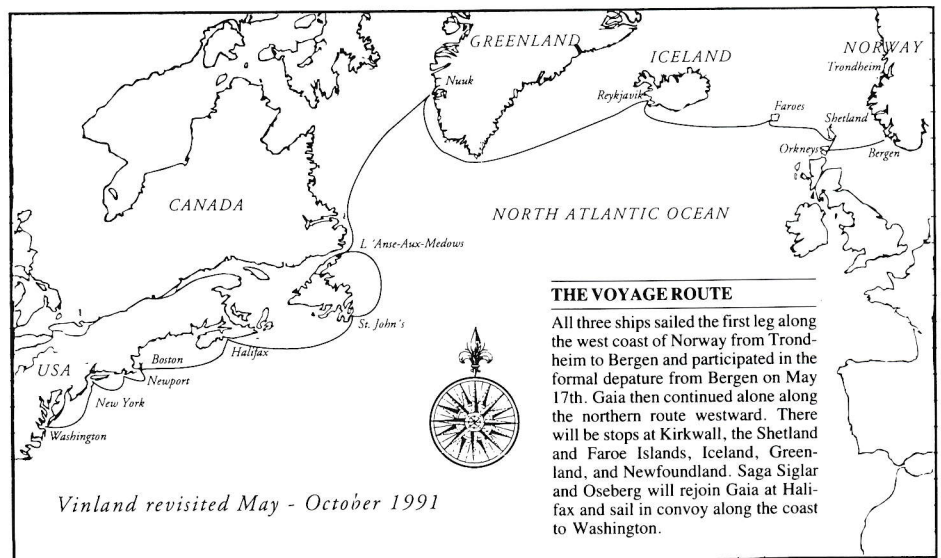 GREENLAND
ICELAND
NORWAY
Trondheim
Nuuk
Reykjavik
Faroes
Shetland
Orkneys
Bergen
CANADA
NORTH ATLANTIC OCEAN
L 'Anse-Aux-Medows
St. John's
Halifax
Boston
Newport
USA
New York
Washington
THE VOYAGE ROUTE
All three ships sailed the first leg along
the west coast of Norway from Trond-
heim to Bergen and participated in the
formal depature from Bergen on May
17th. Gaia then continued alone along
the northern route westward. There
will be stops at Kirkwall, the Shetland
and Faroe Islands, Iceland, Green-
land, and Newfoundland. Saga Siglar
and Oseberg will rejoin Gaia at Hali-
fax and sail in convoy along the coast
to Washington.
Vinland revisited May - October 1991